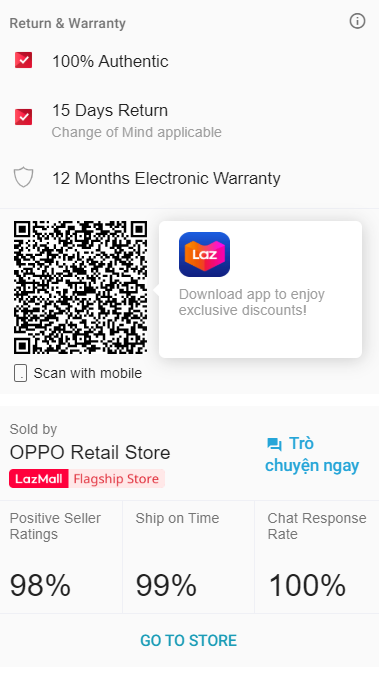 Return & Warranty
100% Authentic
15 Days Return
Change of Mind applicable
12 Months Electronic Warranty
Laz
Download app to enjoy
exclusive discounts!
Scan with mobile
Sold by
OPPO Retail Store
LazMall Flagship Store
Trò
chuyện ngay
Positive Seller
Ratings
98%
Ship on Time
99%
Chat Response
Rate
100%
GO TO STORE